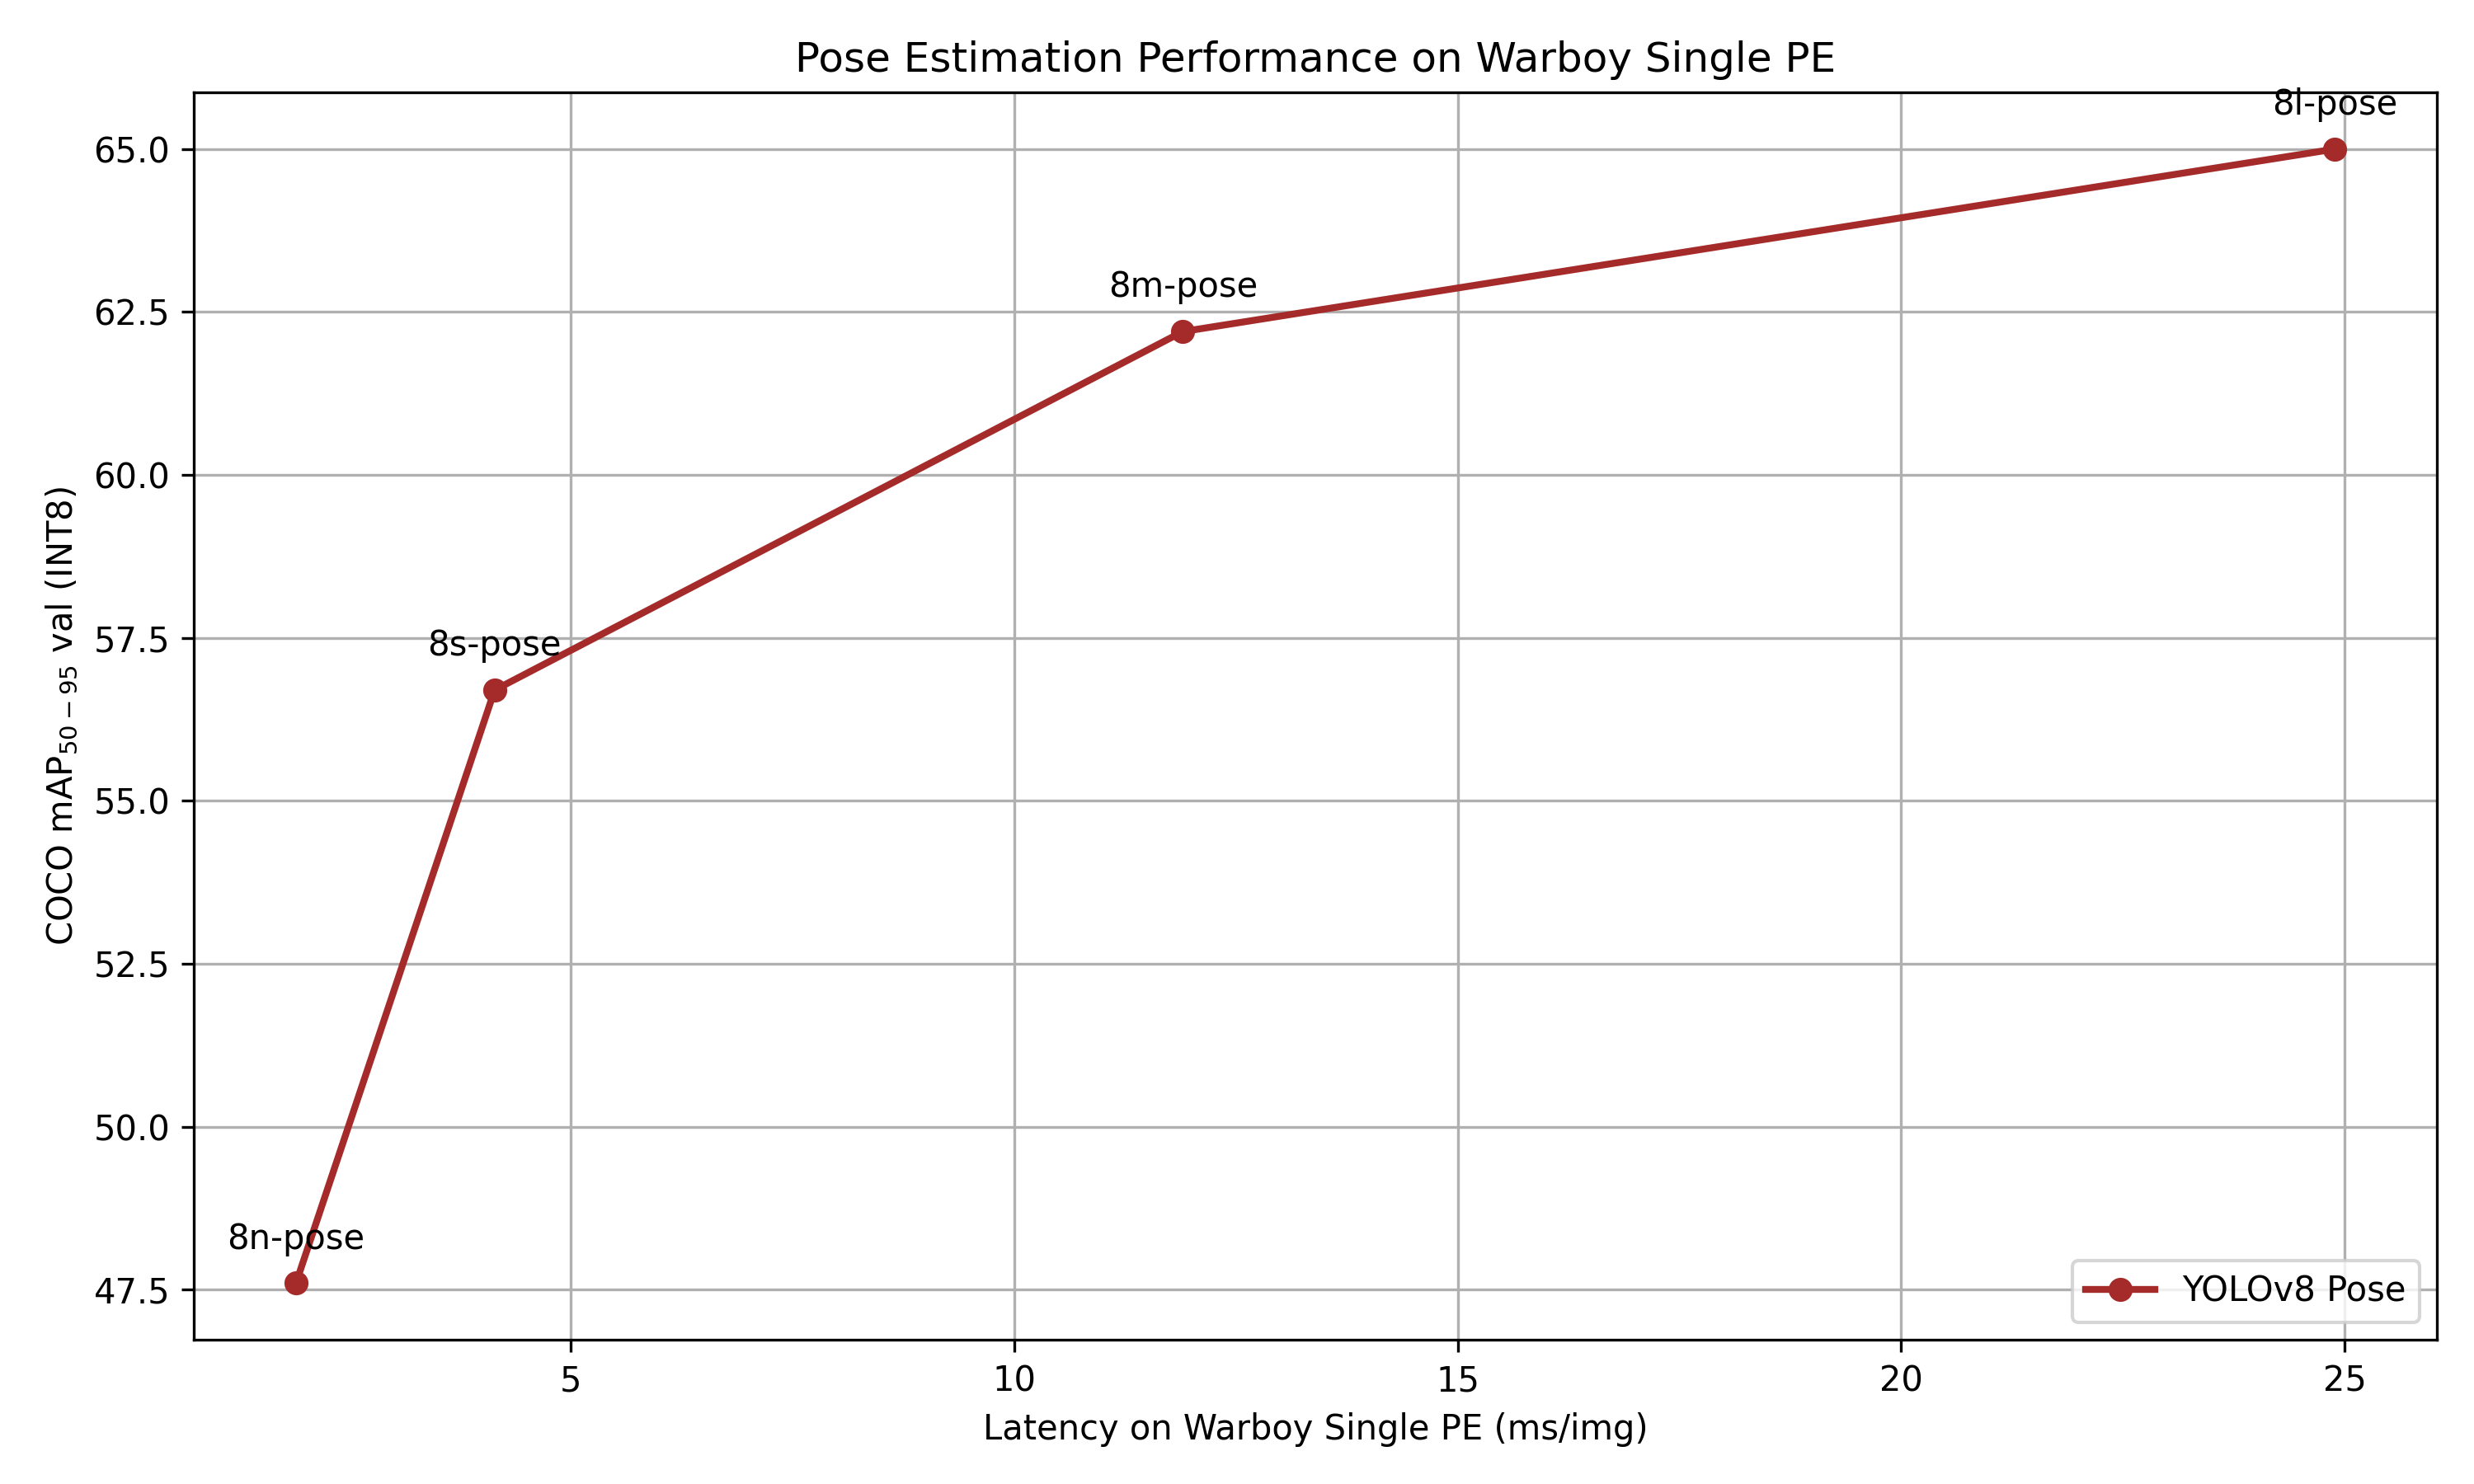 Pose Estimation Performance on Warboy Single PE
8l-pose
65.0
8m-pose
62.5
60.0
8s-pose
57.5
55.0
52.5
50.0
8n-pose
47.5
COCO mAP50−95 val (INT8)
YOLOv8 Pose
5 10 15 20 25
Latency on Warboy Single PE (ms/img)